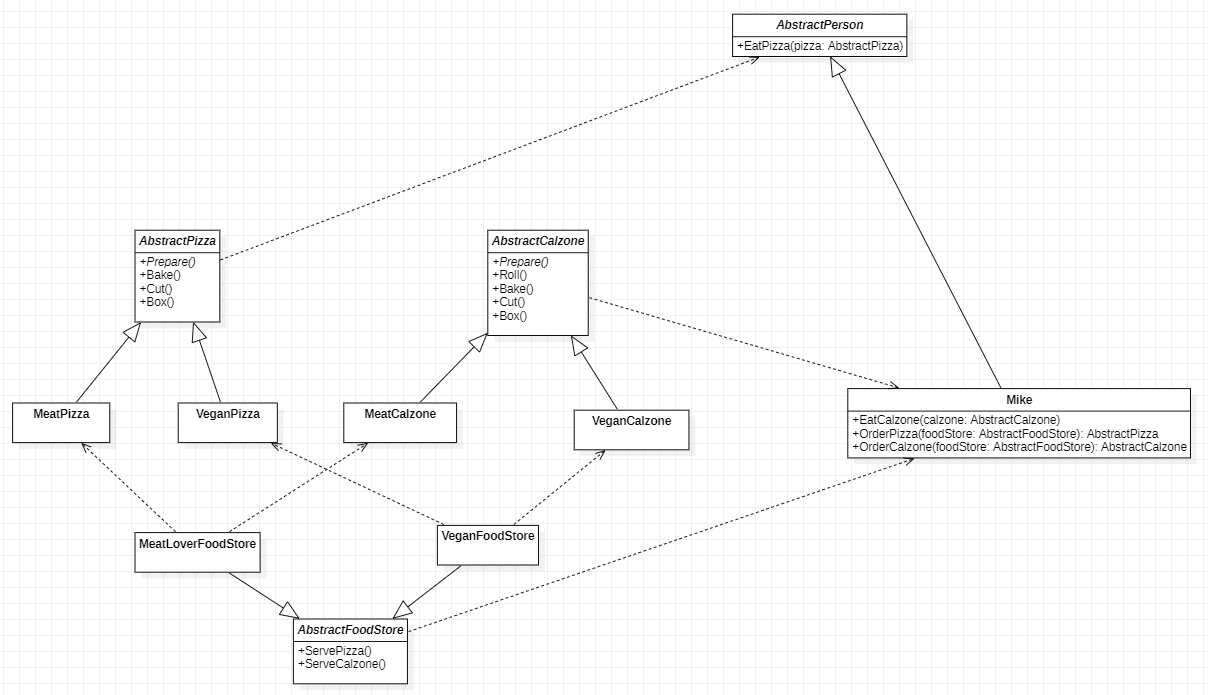 AbstractPerson
+EatPizza(pizza: AbstractPizza)
AbstractPizza
+Prepare()
+Bake()
+Cut()
+Box()
AbstractCalzone
+Prepare()
+Roll()
+Bake()
+Cut()
+Box()
MeatPizza
VeganPizza
MeatCalzone
VeganCalzone
Mike
+EatCalzone(calzone: AbstractCalzone)
+OrderPizza(foodStore: AbstractFoodStore): AbstractPizza
+OrderCalzone(foodStore: AbstractFoodStore): AbstractCalzone
MeatLoverFoodStore
VeganFoodStore
AbstractFoodStore
+ServePizza()
+ServeCalzone()